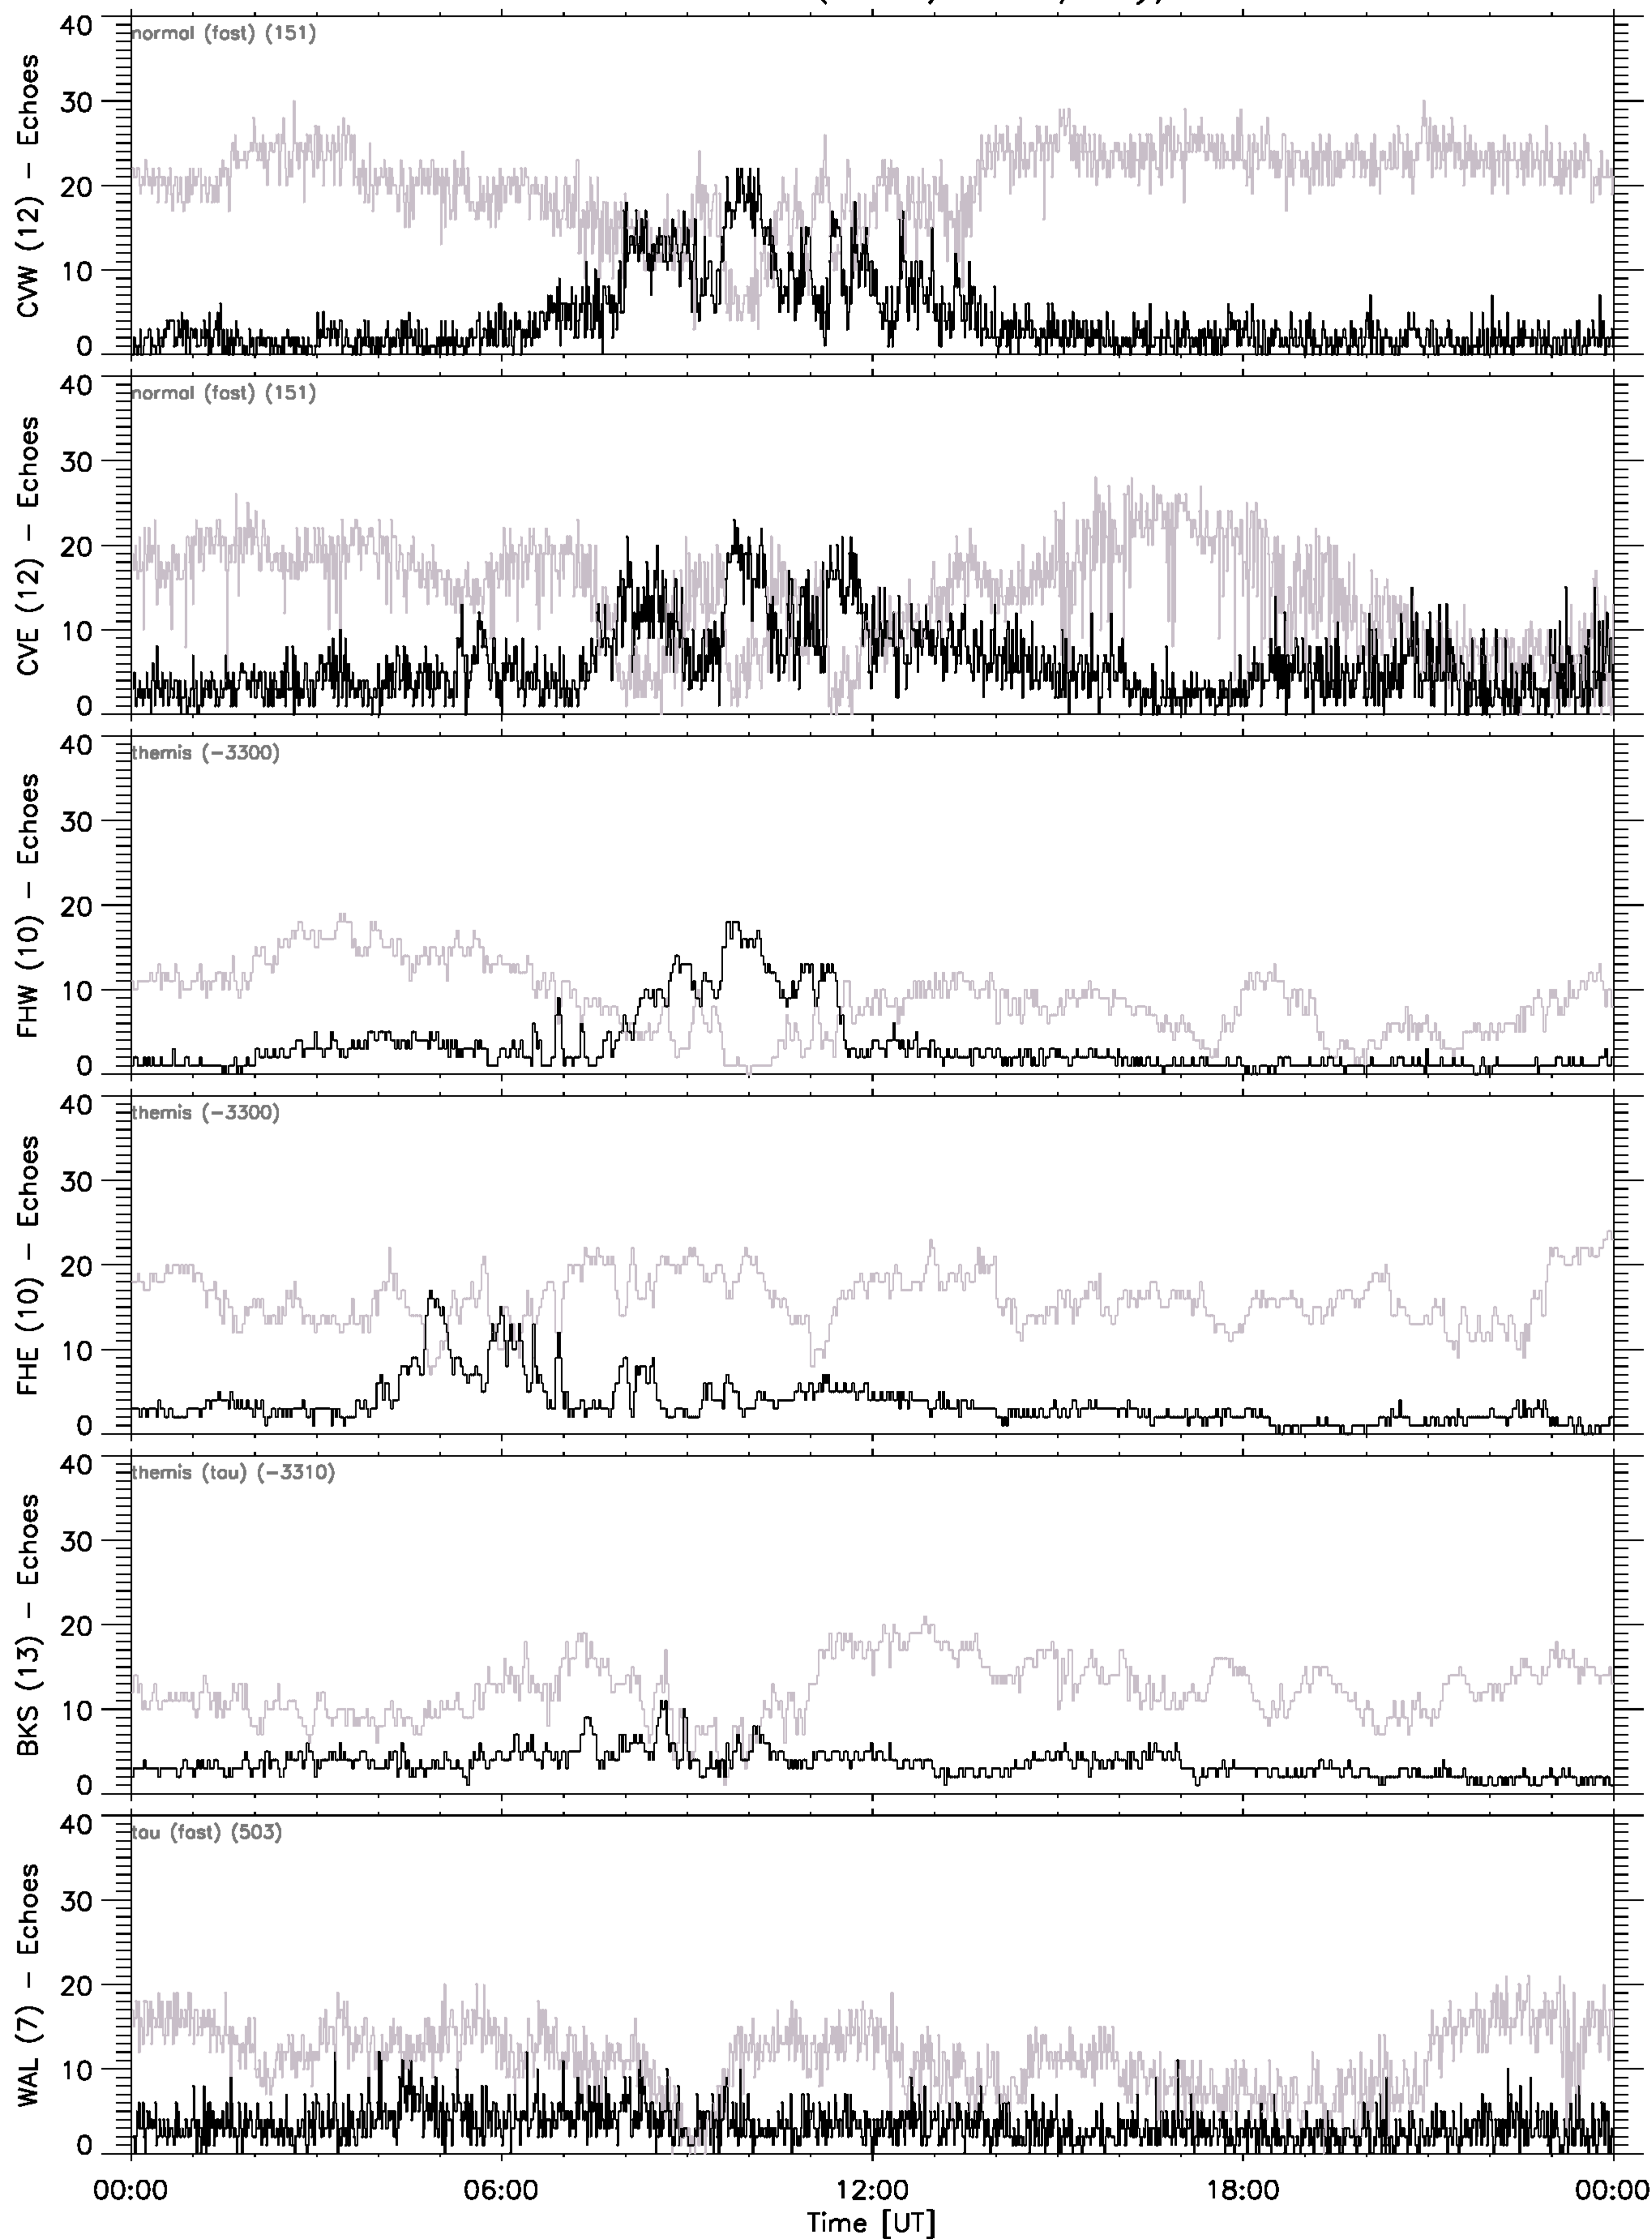 normal (fast) (151)
CVW (12) – Echoes
40
30
20
10
0
normal (fast) (151)
CVE (12) – Echoes
40
30
20
10
0
themis (-3300)
FHW (10) – Echoes
40
30
20
10
0
themis (-3300)
FHE (10) – Echoes
40
30
20
10
0
themis (tau) (-3310)
BKS (13) – Echoes
40
30
20
10
0
tau (fast) (503)
WAL (7) – Echoes
40
30
20
10
0
00:00 06:00 12:00 18:00 00:00
Time [UT]